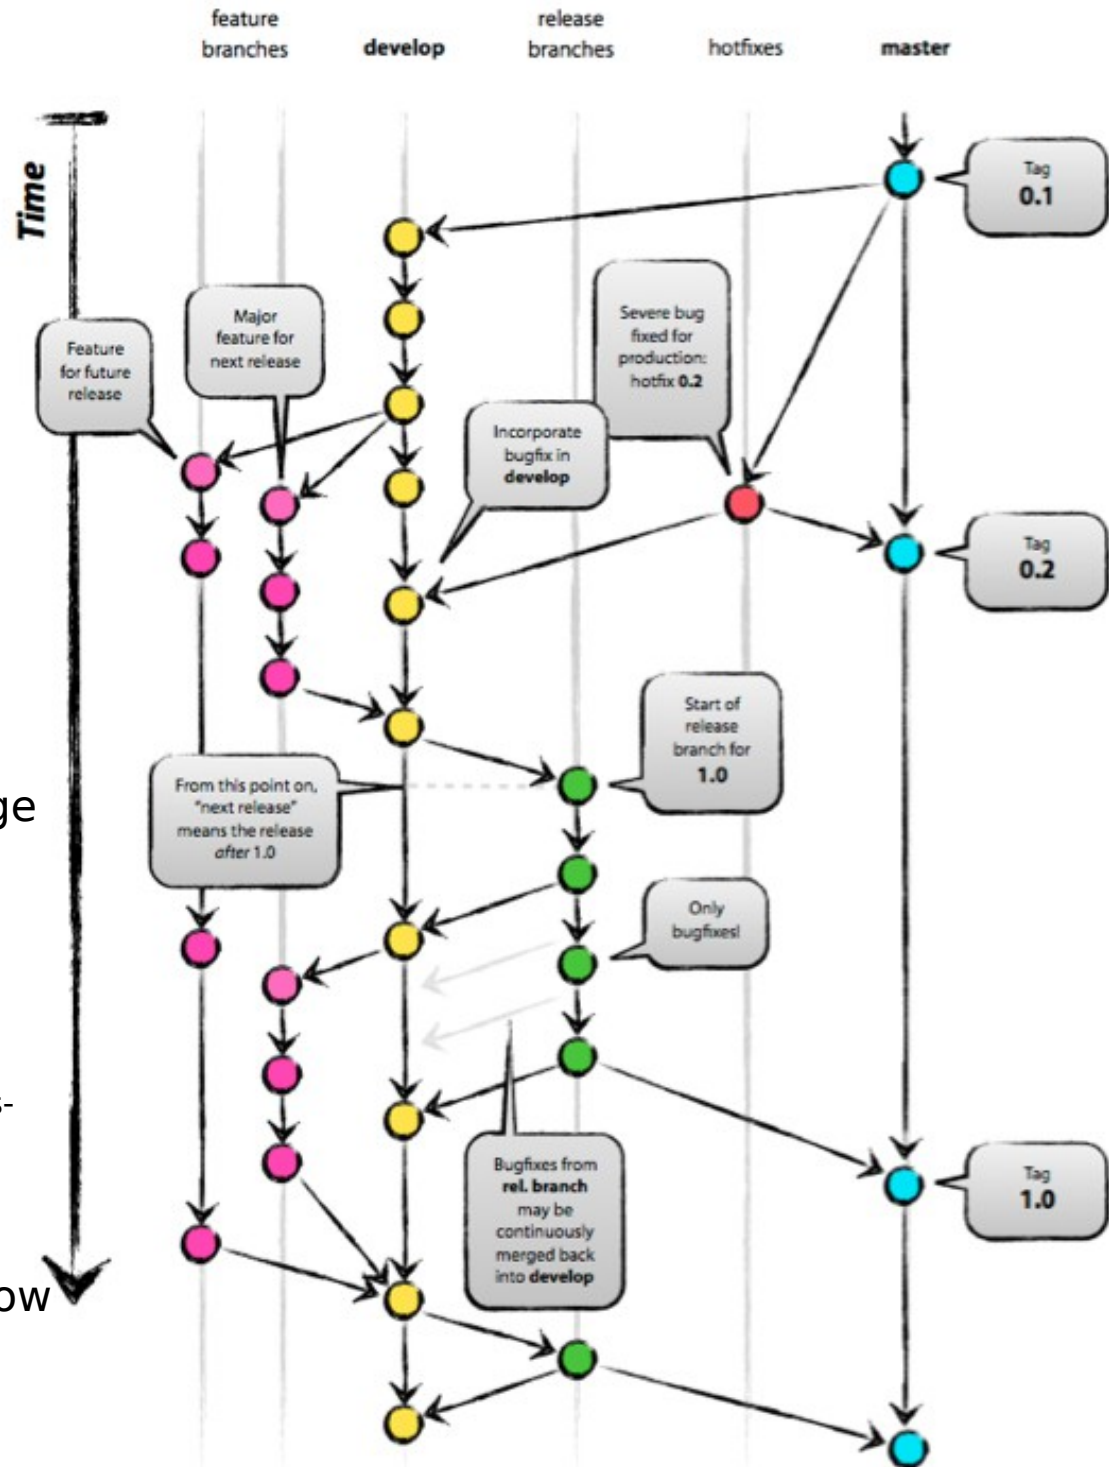 feature
branches
develop
release
branches
hotfixes
master
Time
Tag
0.1
Major
feature for
next release
Feature
for future
release
Severe bug
fixed for
production:
hotfix 0.2
Incorporate
bugfix in
develop
Tag
0.2
Start of
release
branch for
1.0
From this point on,
“next release”
means the release
after 1.0
ge
Only
bugfixes!
s-
Bugfixes from
rel. branch
may be
continuously
merged back
into develop
Tag
1.0
ow